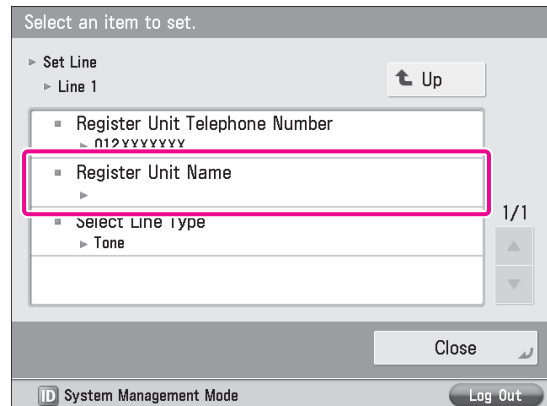 Select an item to set.
Set Line
Line 1
Up
Register Unit Telephone Number
012XXXXXXX
Register Unit Name
Select Line Type
Tone
1/1
Close
ID System Management Mode
Log Out